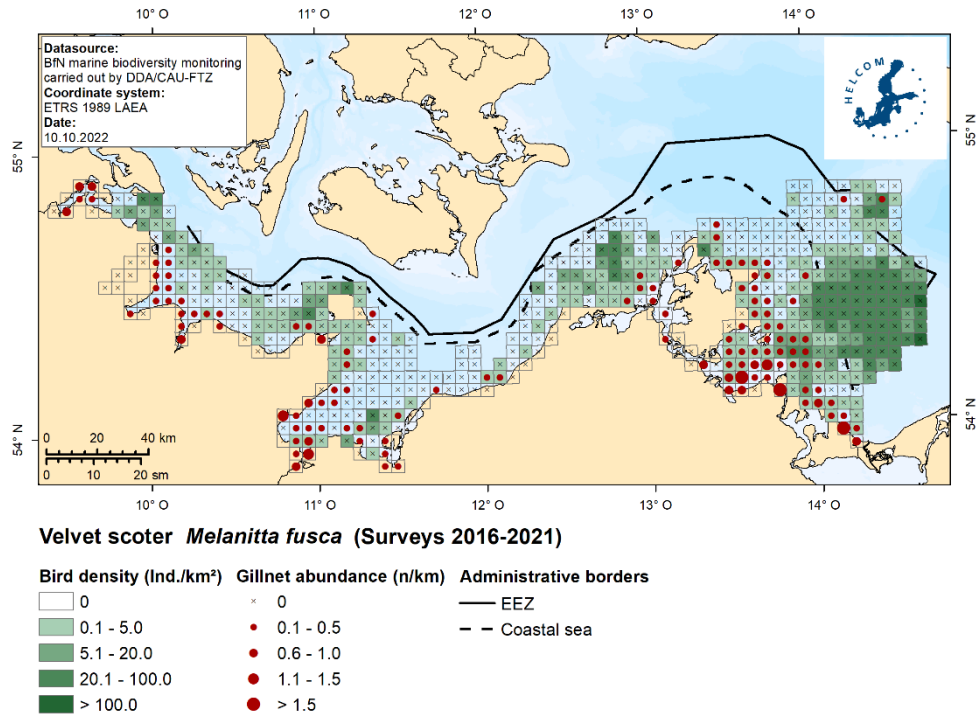 10° O 11° O 12° O 13° O 14° O
Datasource:
BfN marine biodiversity monitoring
carried out by DDA/CAU-FTZ
Coordinate system:
ETRS 1989 LAEA
Date:
10.10.2022
HELCOM
55° N 55° N
54° N 54° N
0 20 40 km
0 10 20 sm
10° O 11° O 12° O 13° O 14° O
Velvet scoter Melanitta fusca (Surveys 2016-2021)
Bird density (Ind./km²) Gillnet abundance (n/km) Administrative borders
0 × 0 EEZ
0.1 - 5.0 0.1 - 0.5 Coastal sea
5.1 - 20.0 0.6 - 1.0
20.1 - 100.0 1.1 - 1.5
> 100.0 > 1.5